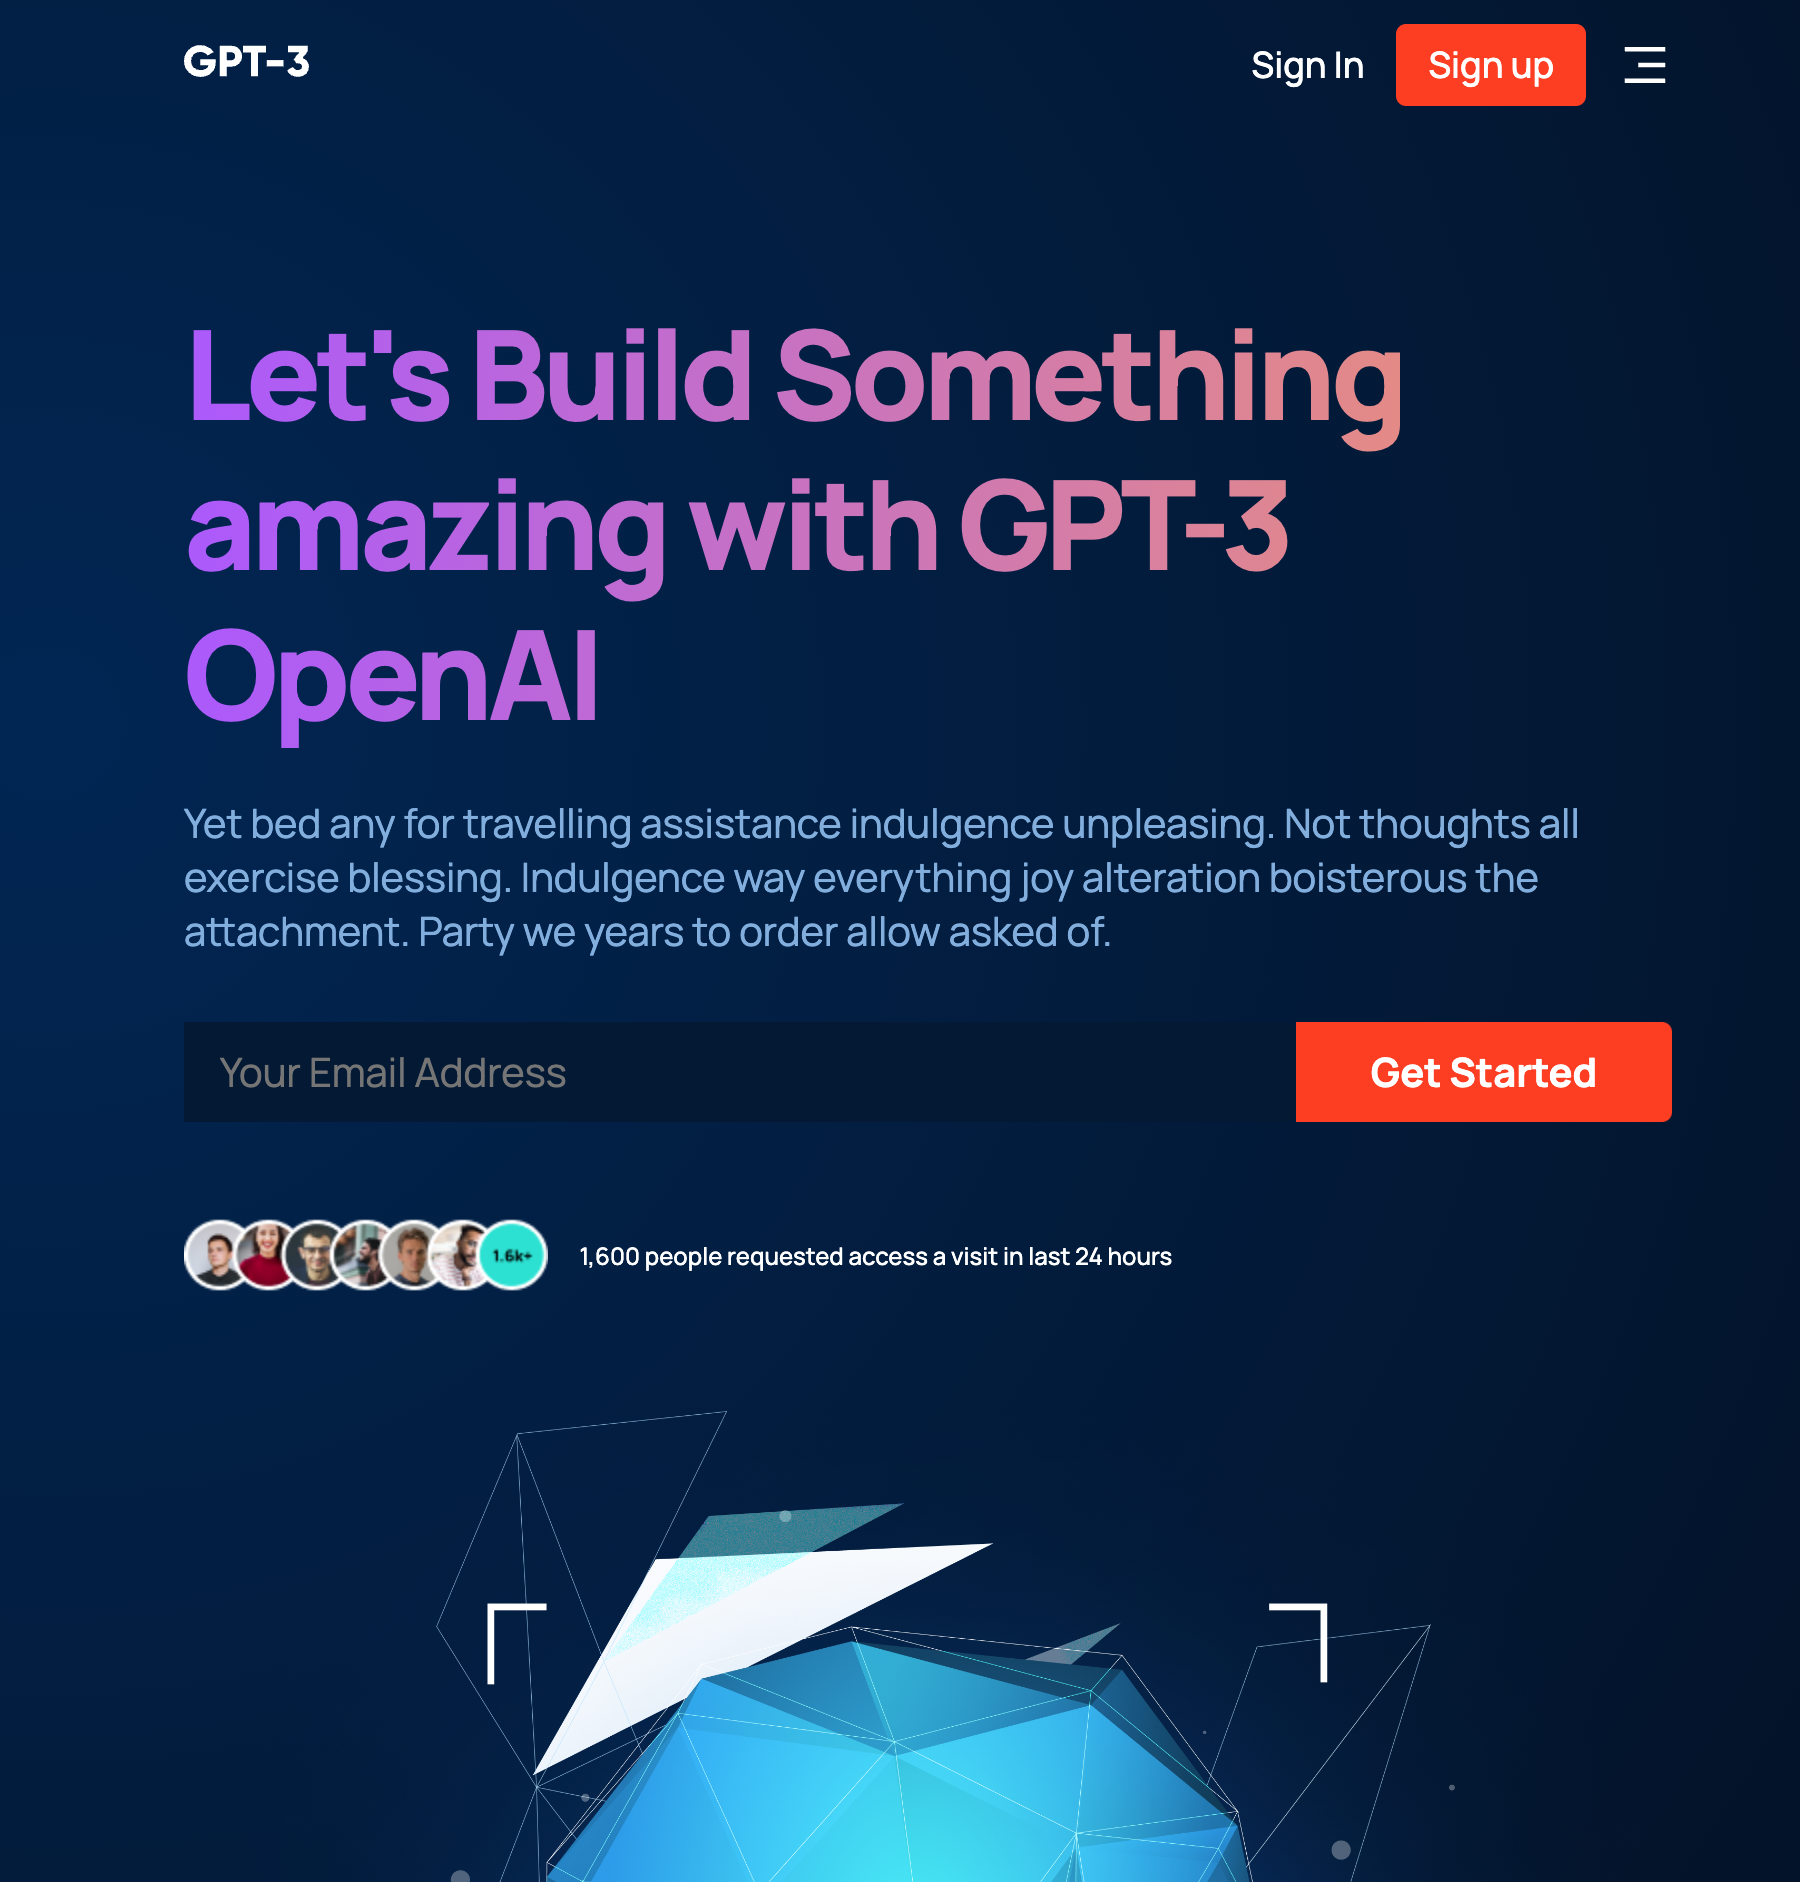 GPT-3
Sign In
Sign up
Let's Build Something
amazing with GPT-3
OpenAI
Yet bed any for travelling assistance indulgence unpleasing. Not thoughts all
exercise blessing. Indulgence way everything joy alteration boisterous the
attachment. Party we years to order allow asked of.
Your Email Address
Get Started
1.6k+
1,600 people requested access a visit in last 24 hours